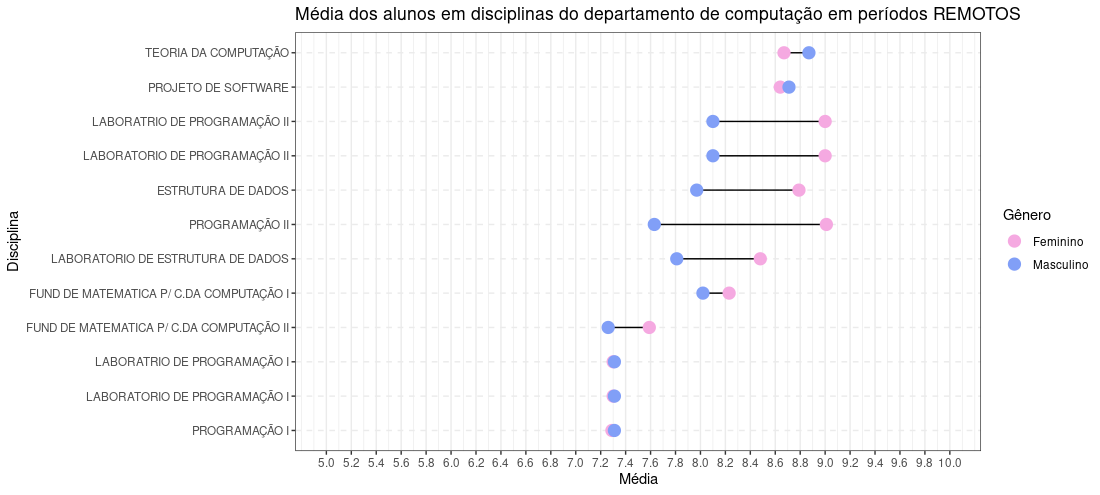 Média dos alunos em disciplinas do departamento de computação em períodos REMOTOS
Disciplina
TEORIA DA COMPUTAÇÃO
PROJETO DE SOFTWARE
LABORATRIO DE PROGRAMAÇÃO II
LABORATORIO DE PROGRAMAÇÃO II
ESTRUTURA DE DADOS
PROGRAMAÇÃO II
LABORATORIO DE ESTRUTURA DE DADOS
FUND DE MATEMATICA P/ C.DA COMPUTAÇÃO I
FUND DE MATEMATICA P/ C.DA COMPUTAÇÃO II
LABORATRIO DE PROGRAMAÇÃO I
LABORATORIO DE PROGRAMAÇÃO I
PROGRAMAÇÃO I
5.0 5.2 5.4 5.6 5.8 6.0 6.2 6.4 6.6 6.8 7.0 7.2 7.4 7.6 7.8 8.0 8.2 8.4 8.6 8.8 9.0 9.2 9.4 9.6 9.8 10.0
Média
Gênero
Feminino
Masculino